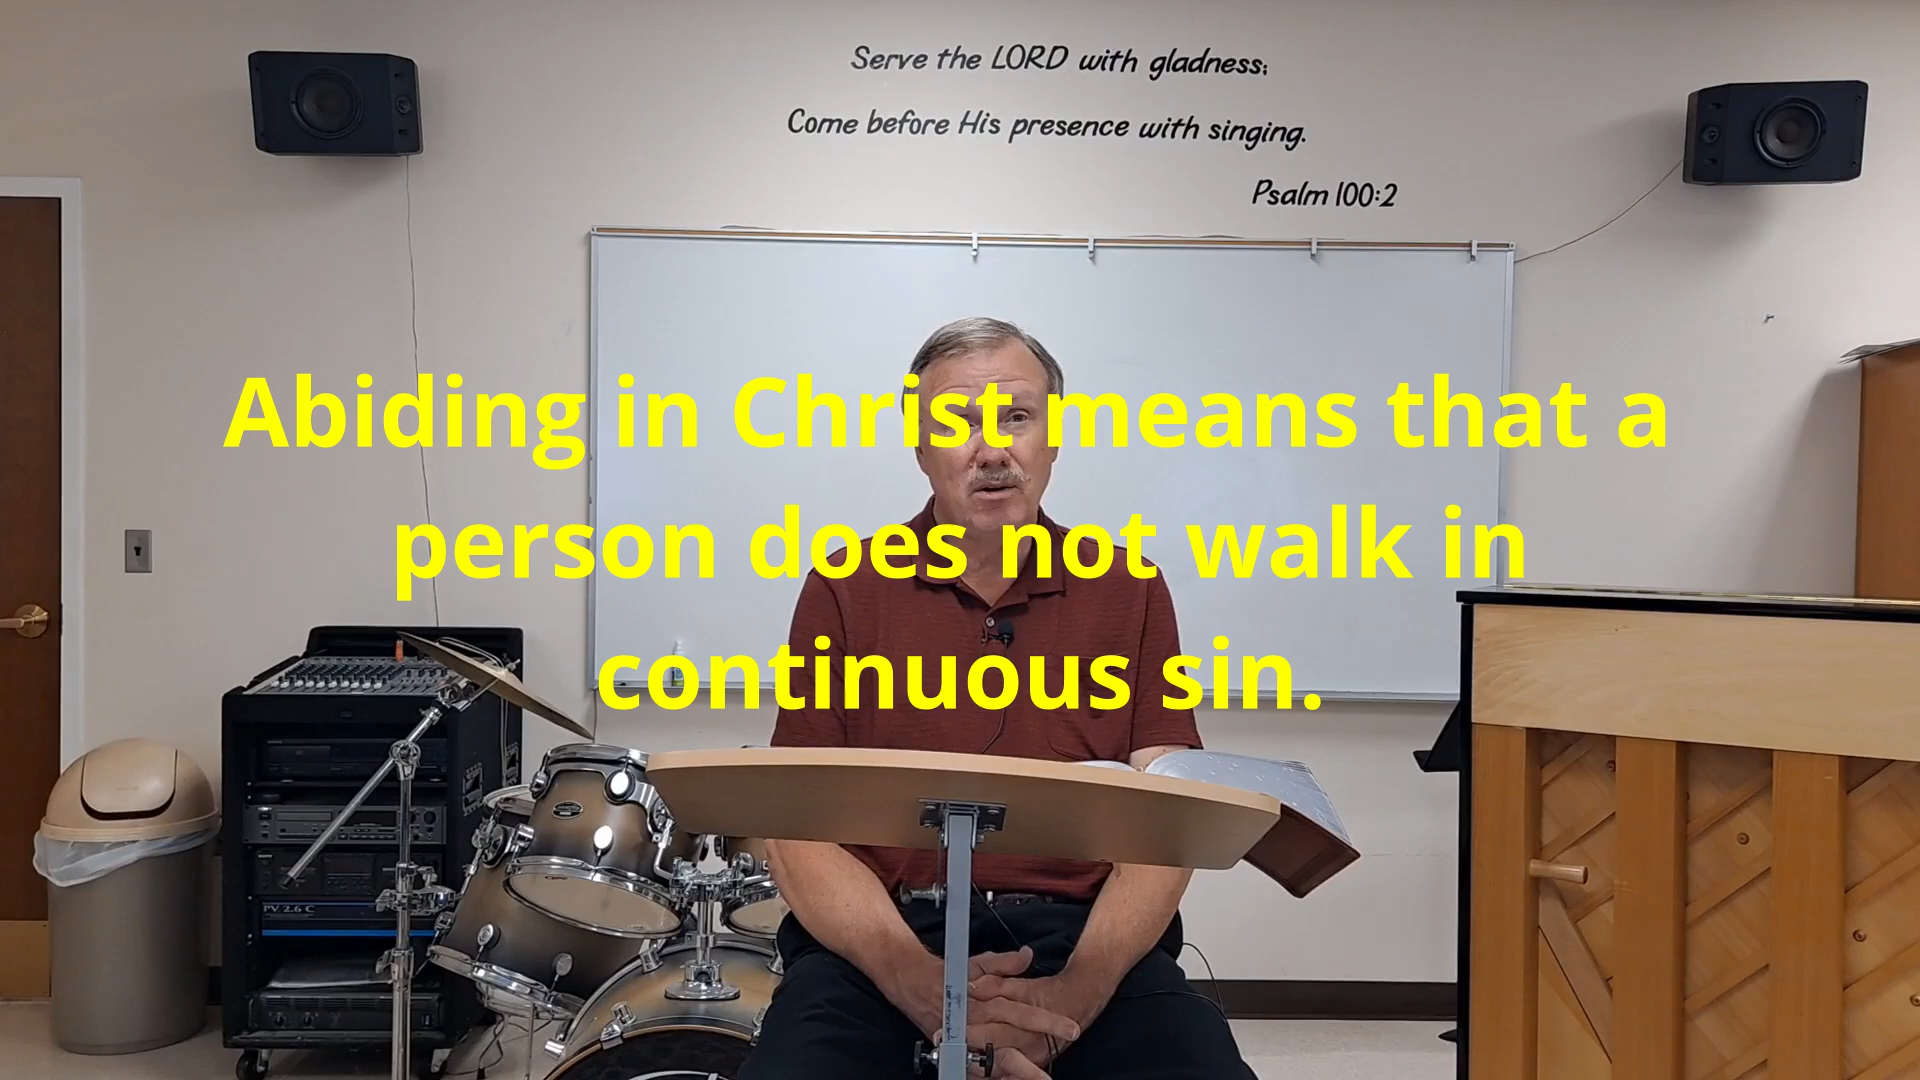 Serve the LORD with gladness;
Come before His presence with singing.
Psalm 100:2
Abiding in Christ means that a
person does not walk in
continuous sin.
PV 2.6 C